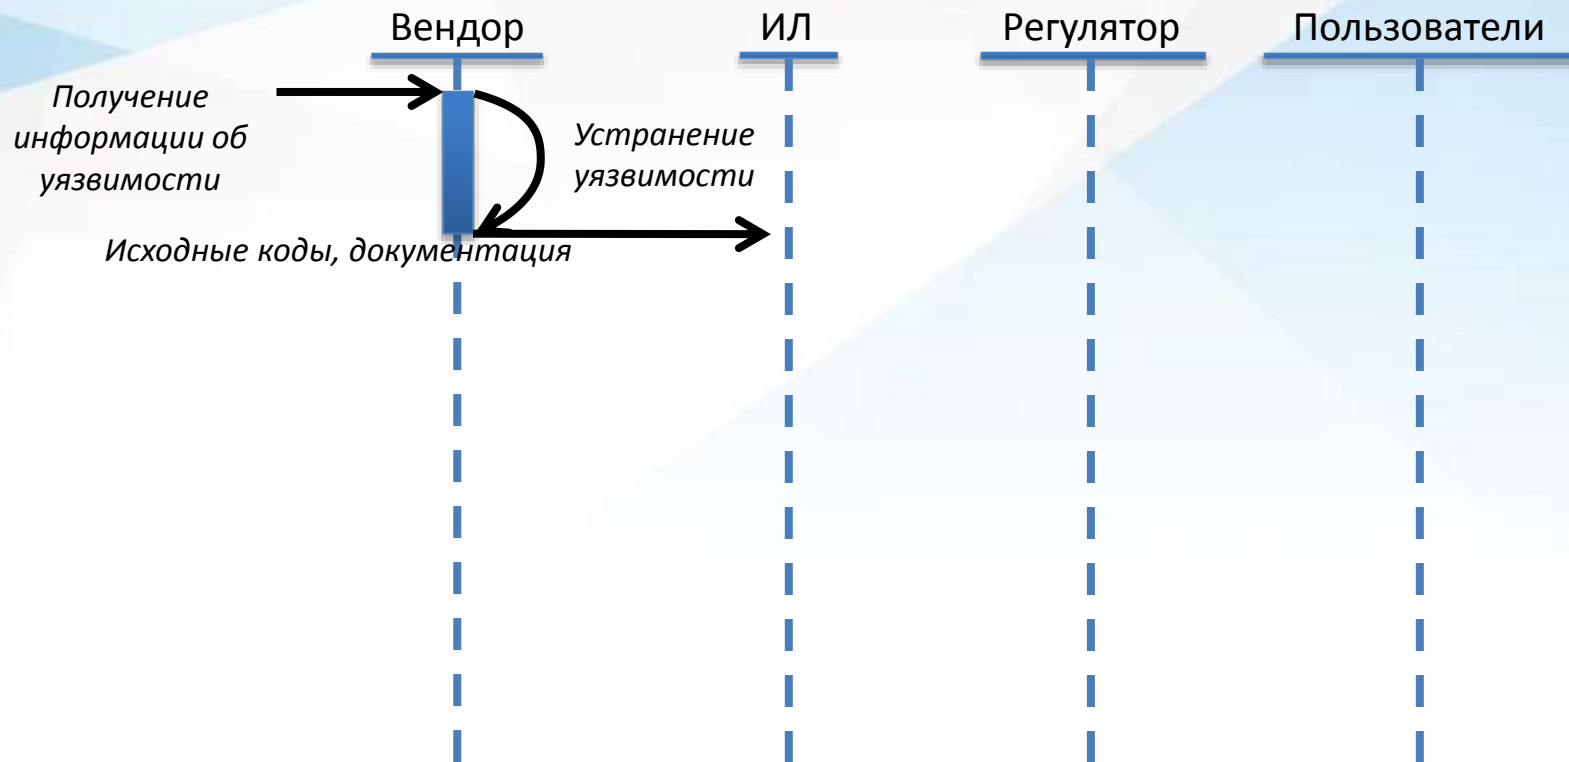 Вендор
ИЛ
Регулятор
Пользователи
Получение
информации об
уязвимости
Устранение
уязвимости
Исходные коды, документация